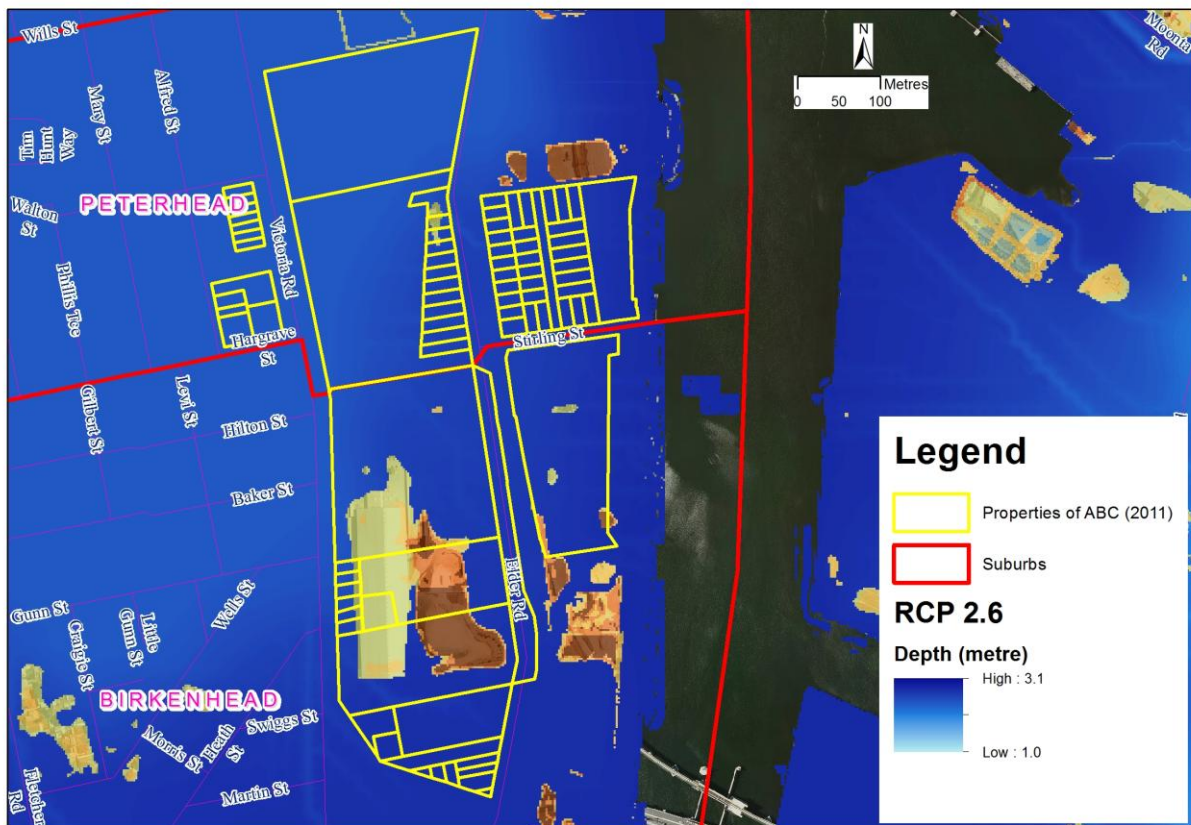 Wills St
Mary St
Alfred St
Tim
Hunt
Way
Walton
St
PETERHEAD
Phillis Tce
Victoria Rd
Hargrave
St
Stirling St
Gilbert St
Levi St
Hilton St
Baker St
Elder Rd
Gunn St
Craigie St
Little
Gunn St
Wells St
BIRKENHEAD
Morris St
Heath
St
Swiggs St
Martin St
Fletcher
Rd
Moonta
Rd
N
Metres
0 50 100
Legend
Properties of ABC (2011)
Suburbs
RCP 2.6
Depth (metre)
High : 3.1
Low : 1.0